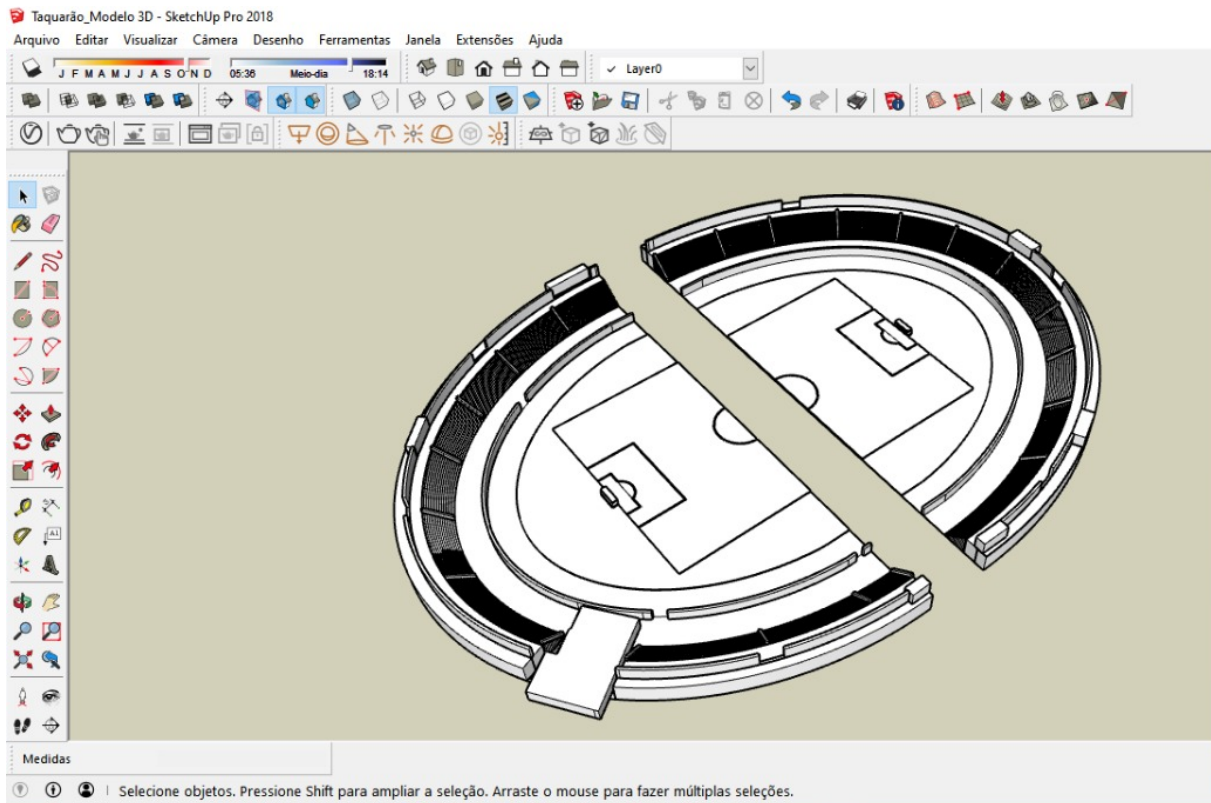 Taquarão_Modelo 3D - SketchUp Pro 2018
Arquivo Editar Visualizar Câmera Desenho Ferramentas Janela Extensões Ajuda
J F M A M J J A S O N D 05:36 Meio-dia 18:14 Layer0
A1
Medidas
Selecione objetos. Pressione Shift para ampliar a seleção. Arraste o mouse para fazer múltiplas seleções.